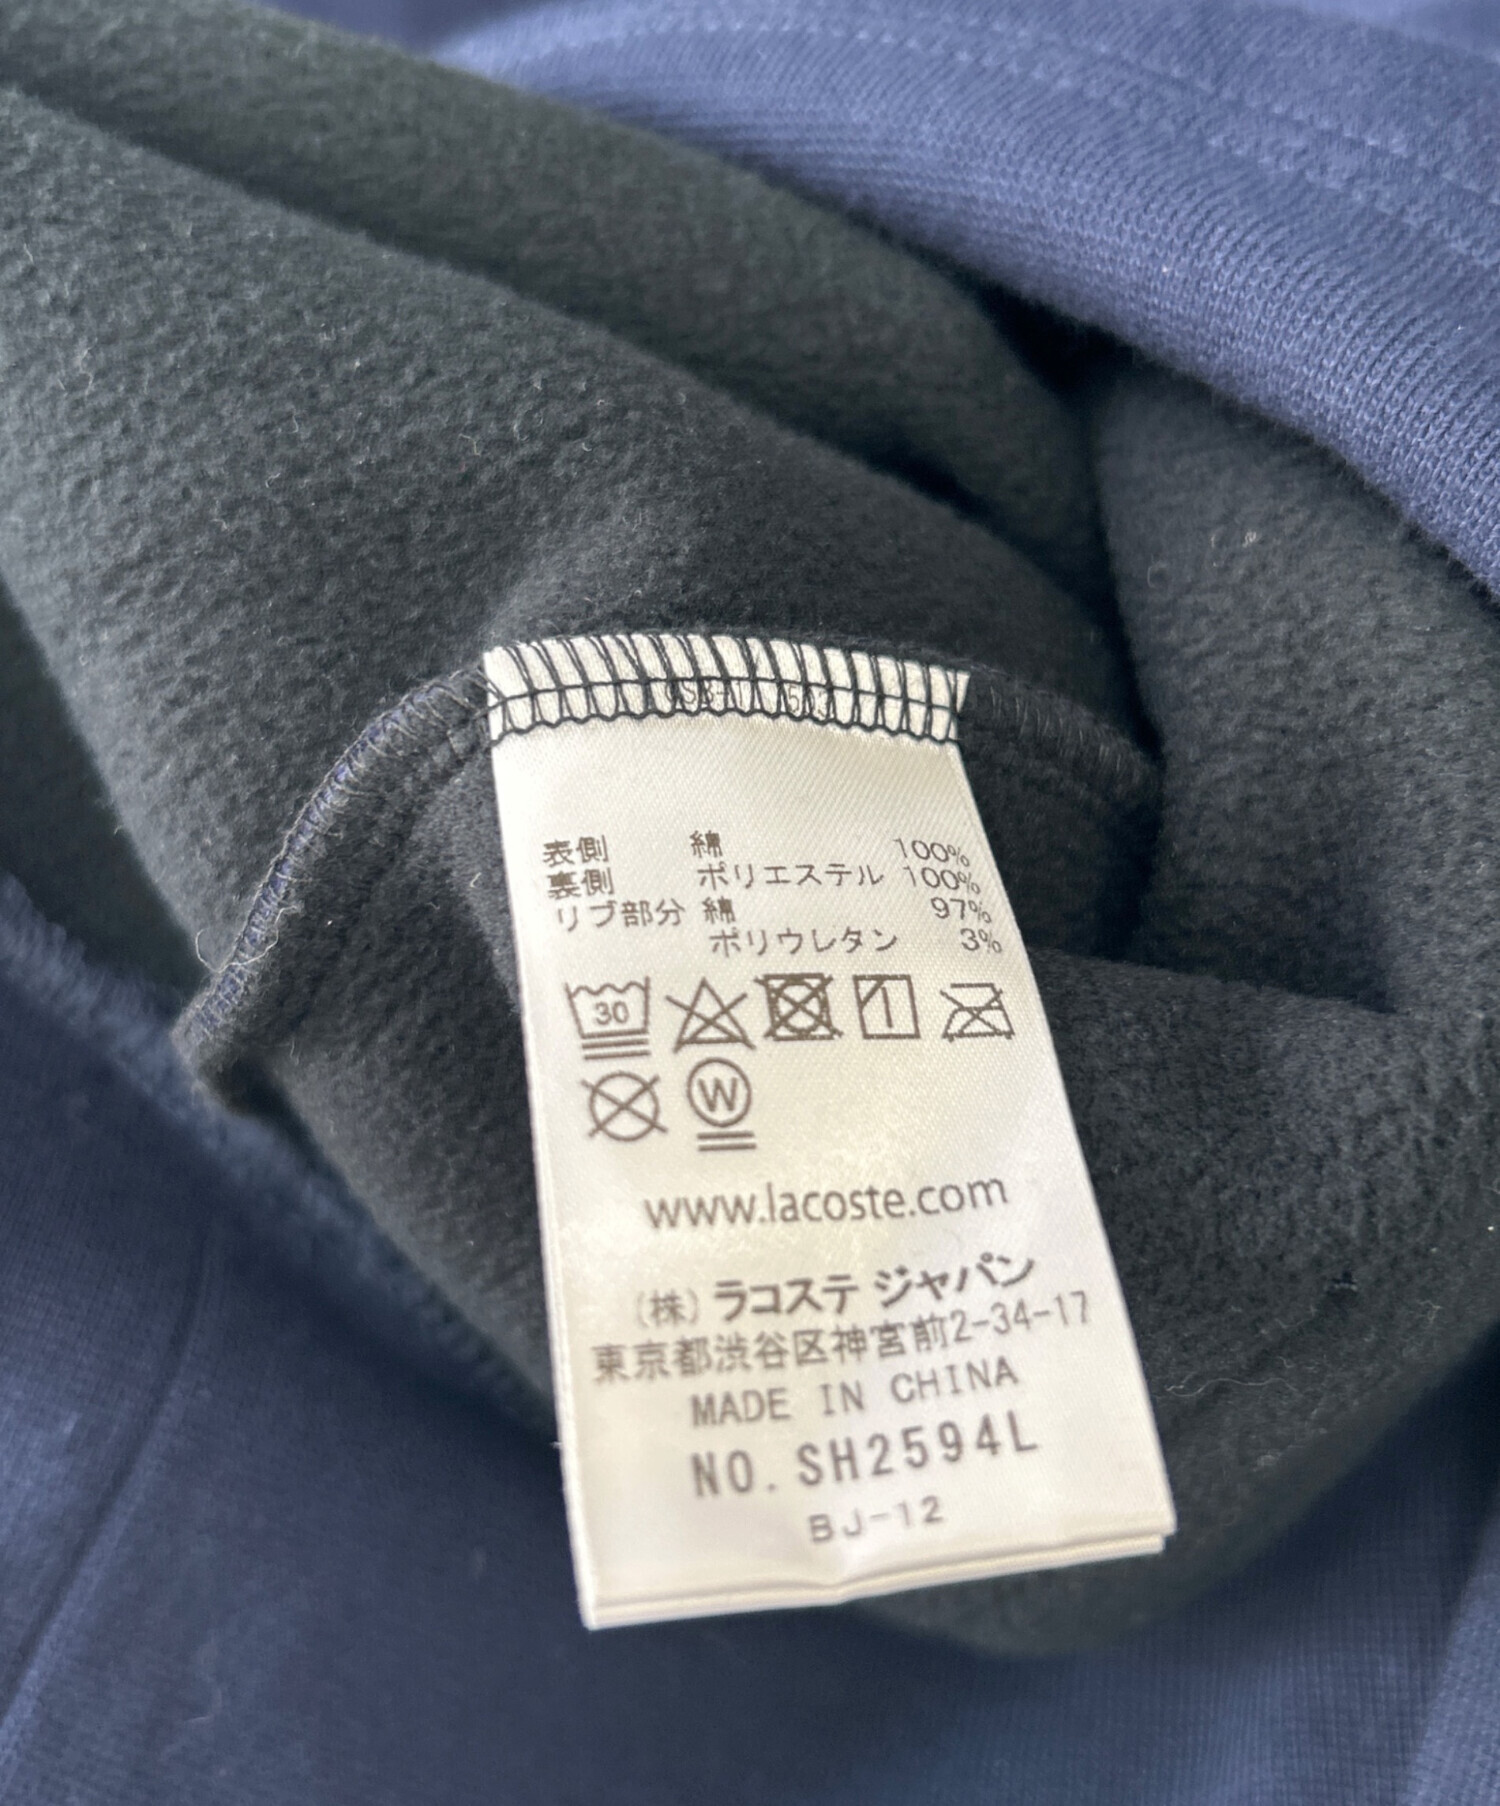 表側 綿 100%
裏側 ポリエステル 100%
リブ部分 綿 97%
ポリウレタン 3%
30
W
www.lacoste.com
(株) ラコステ ジャパン
東京都渋谷区神宮前2-34-17
MADE IN CHINA
NO. SH2594L
BJ-12